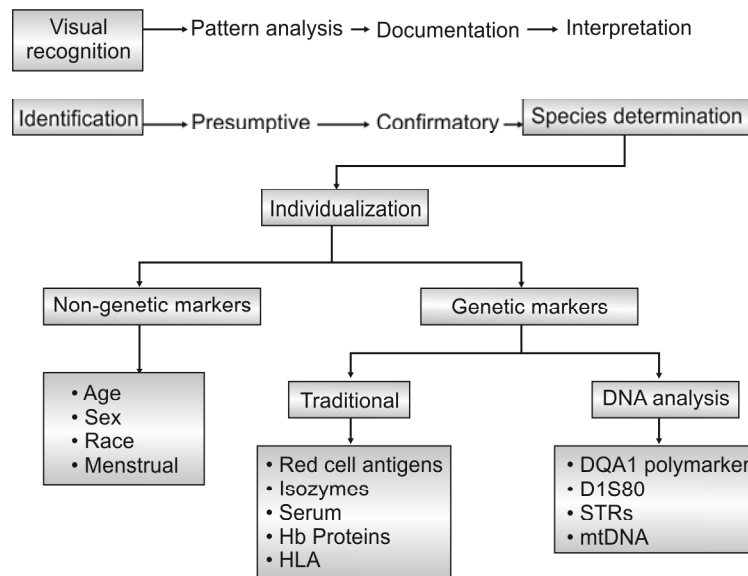 Visual recognition
Pattern analysis
Documentation
Interpretation
Identification
Presumptive
Confirmatory
Species determination
Individualization
Non-genetic markers
Genetic markers
• Age
• Sex
• Race
• Menstrual
Traditional
DNA analysis
• Red cell antigens
• Isozymes
• Serum
• Hb Proteins
• HLA
• DQA1 polymarker
• D1S80
• STRs
• mtDNA